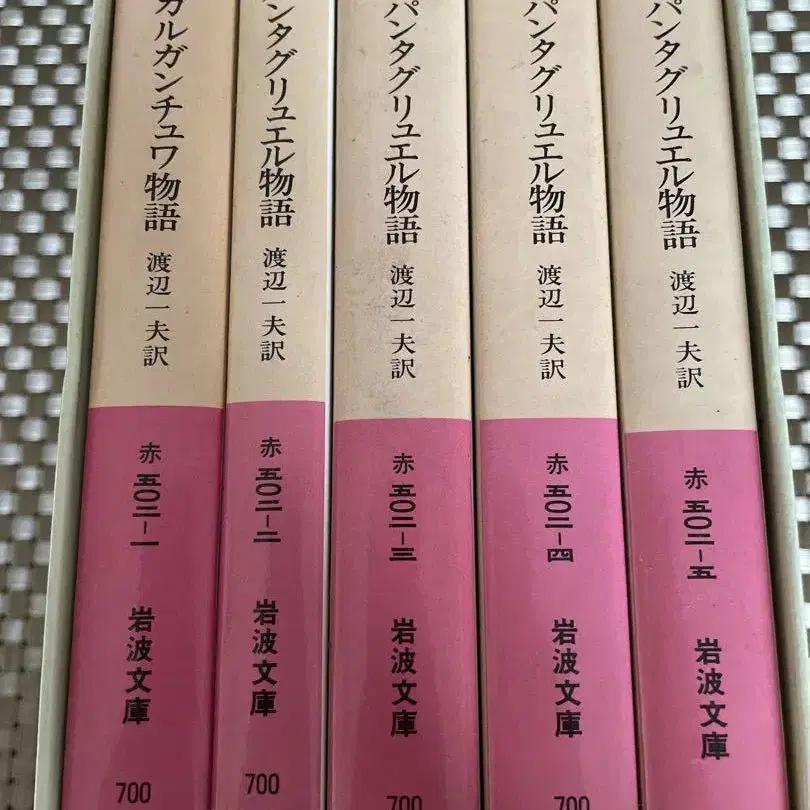 ガルガンチュワ物語
渡辺一夫訳
赤 五〇二-一
岩波文庫
700
ンタグリュエル物語
渡辺一夫訳
赤 五〇二-二
岩波文庫
700
パンタグリュエル物語
渡辺一夫訳
赤 五〇二-三
岩波文庫
700
パンタグリュエル物語
渡辺一夫訳
赤 五〇二-四
岩波文庫
700
パンタグリュエル物語
渡辺一夫訳
赤 五〇二-五
岩波文庫